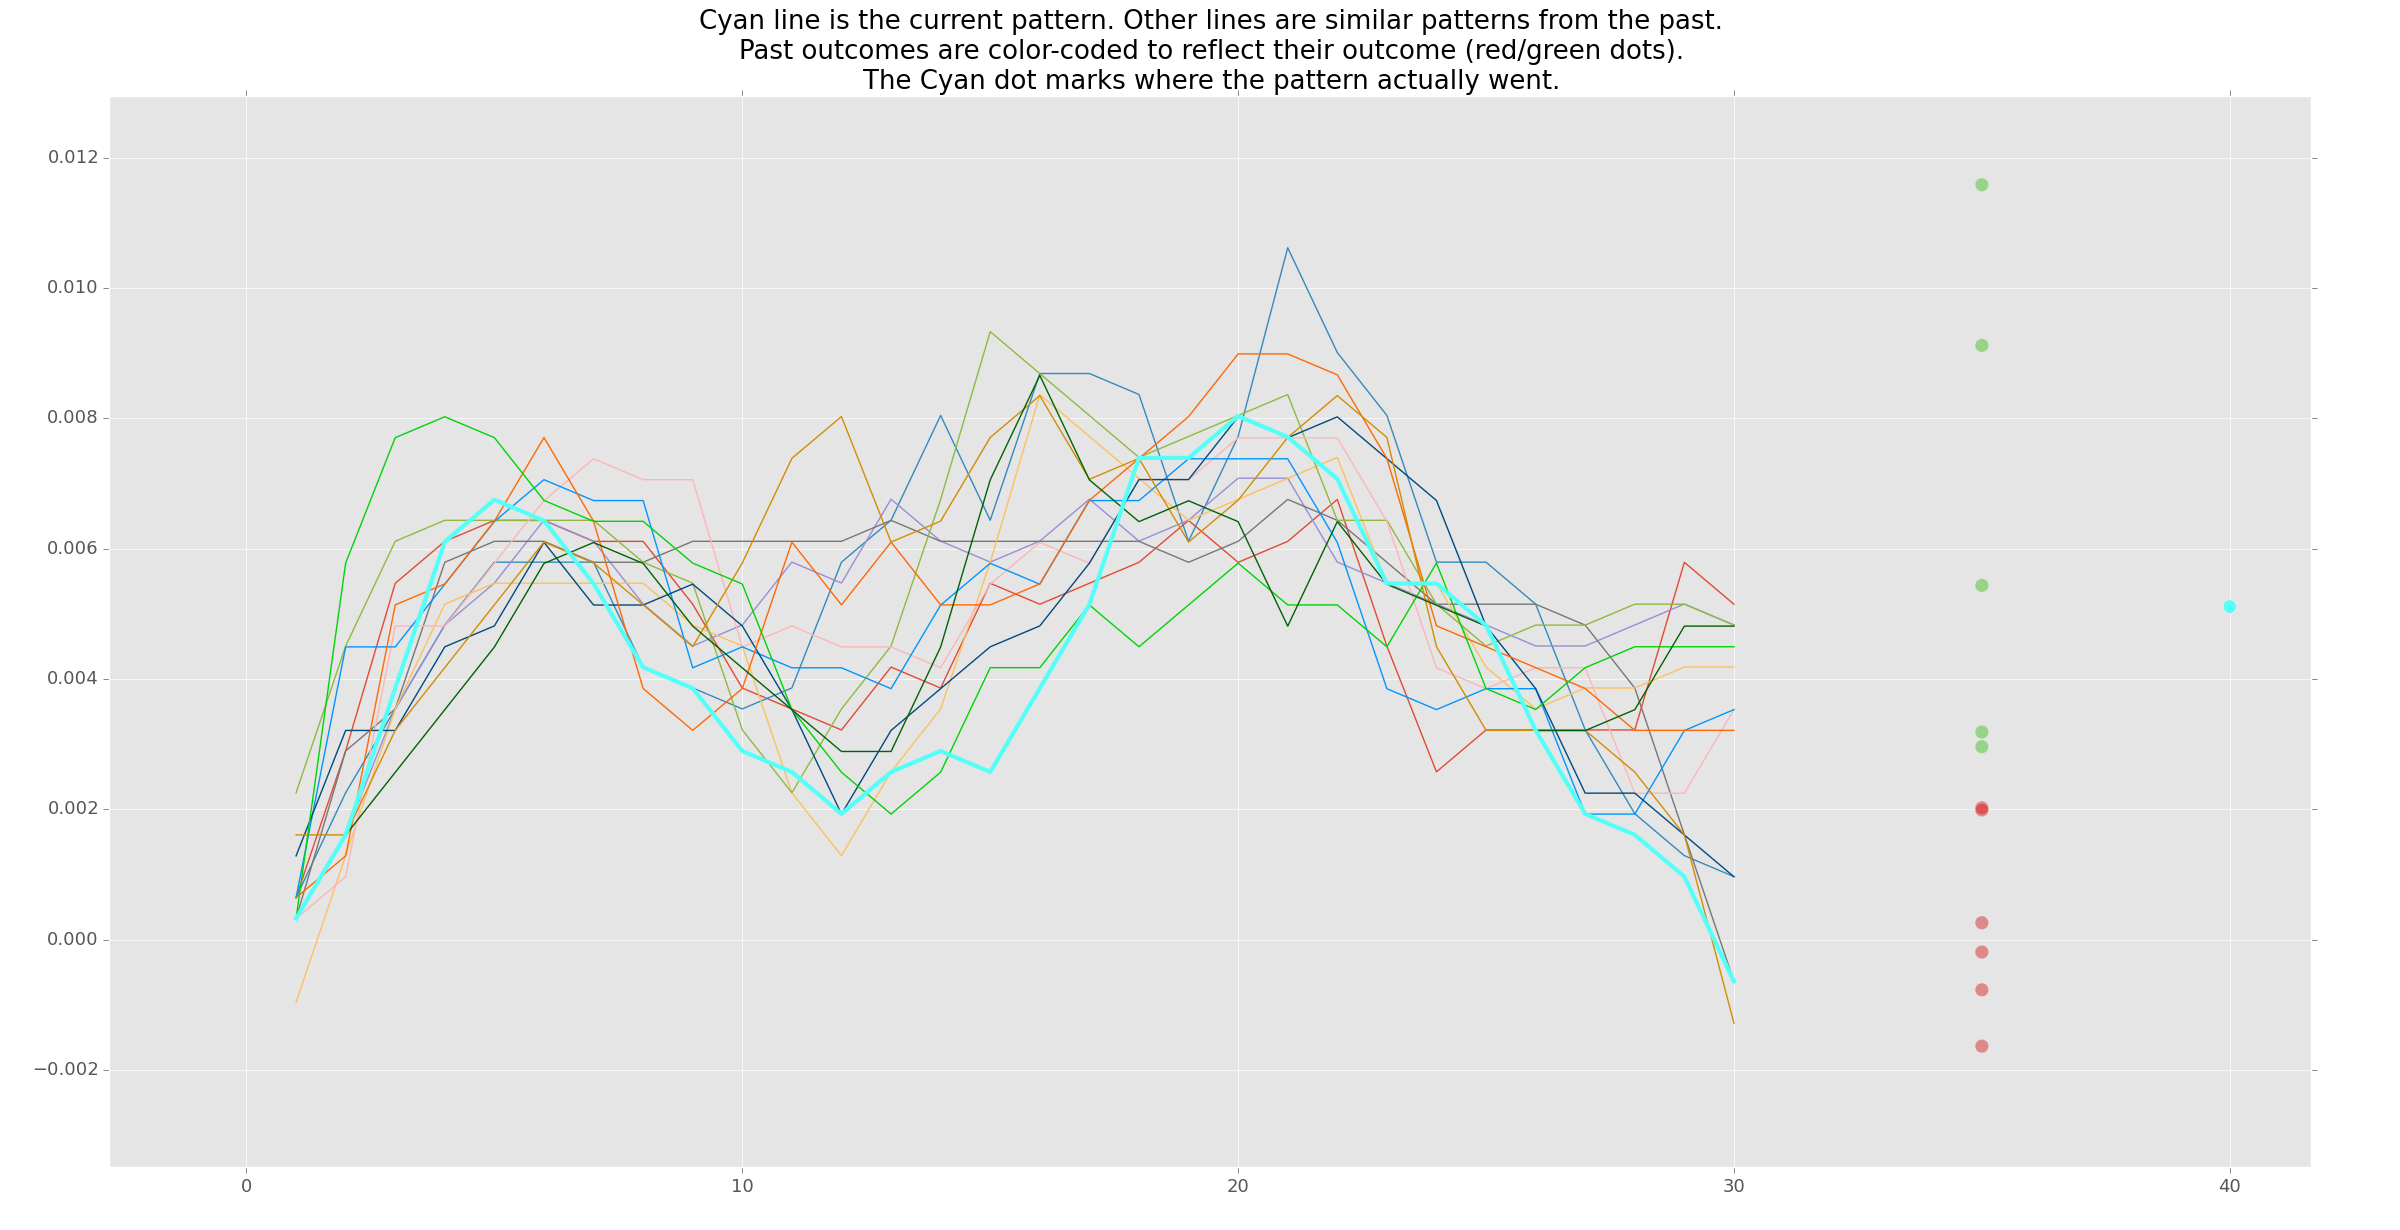 Cyan line is the current pattern. Other lines are similar patterns from the past.
Past outcomes are color-coded to reflect their outcome (red/green dots).
The Cyan dot marks where the pattern actually went.
0.012
0.010
0.008
0.006
0.004
0.002
0.000
−0.002
0 10 20 30 40